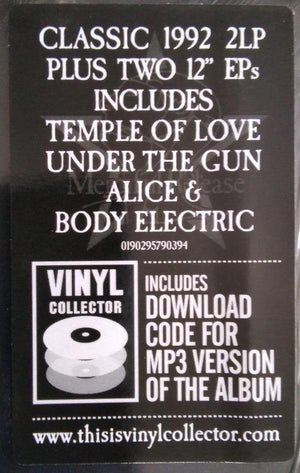 CLASSIC 1992 2LP
PLUS TWO 12" EPs
INCLUDES
TEMPLE OF LOVE
UNDER THE GUN
ALICE &
BODY ELECTRIC
0190295790394
VINYL
COLLECTOR
INCLUDES
DOWNLOAD
CODE FOR
MP3 VERSION
OF THE ALBUM
www.thisisvinylcollector.com